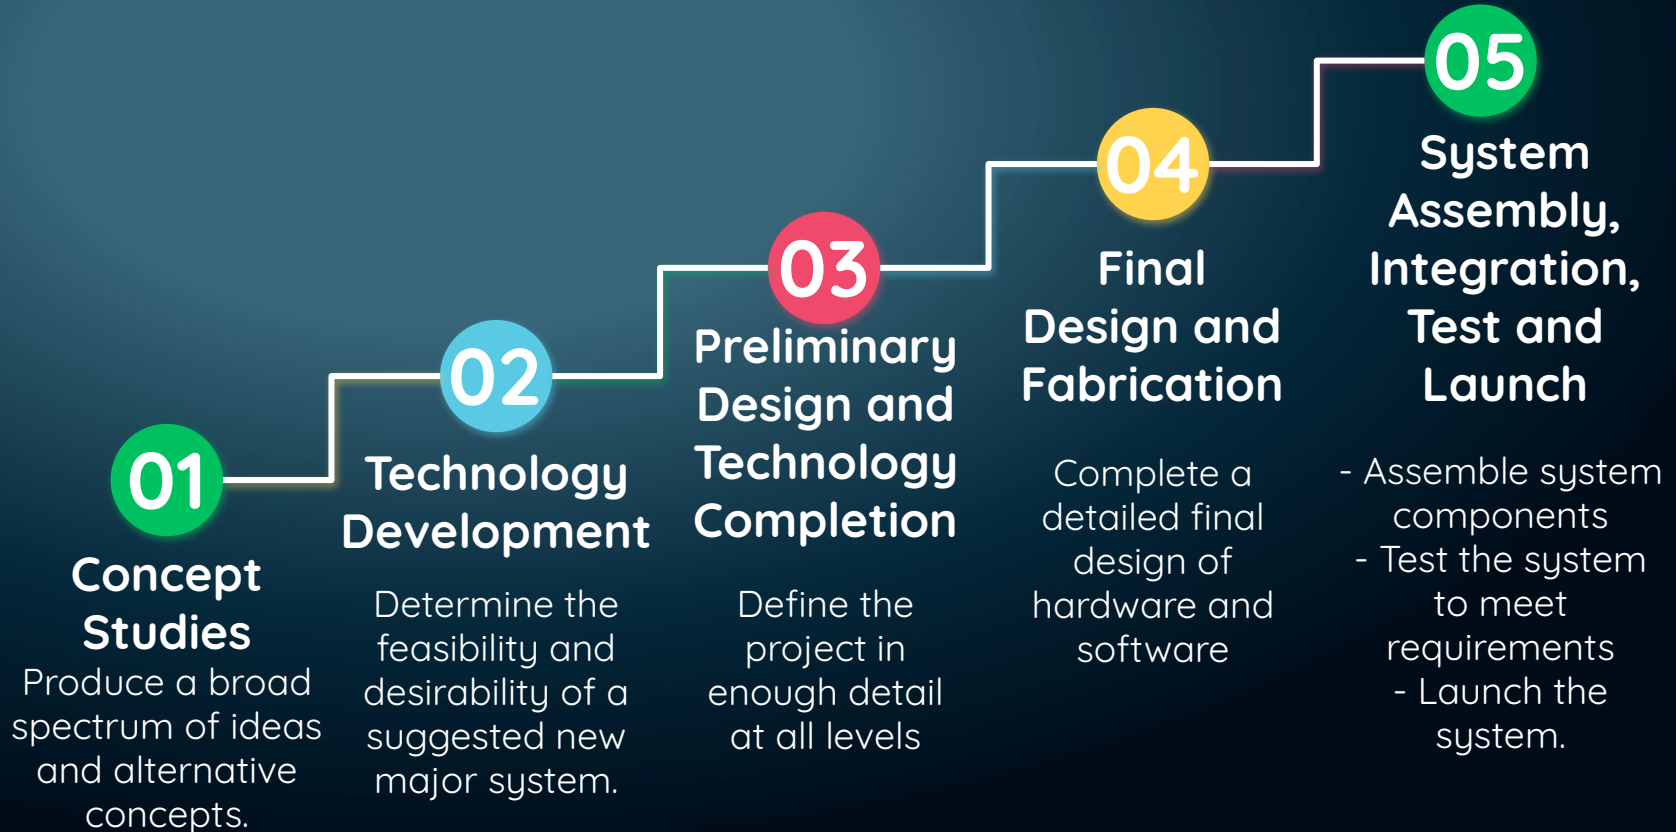 01
Concept
Studies
Produce a broad
spectrum of ideas
and alternative
concepts.
02
Technology
Development
Determine the
feasibility and
desirability of a
suggested new
major system.
03
Preliminary
Design and
Technology
Completion
Define the
project in
enough detail
at all levels
04
Final
Design and
Fabrication
Complete a
detailed final
design of
hardware and
software
05
System
Assembly,
Integration,
Test and
Launch
- Assemble system
components
- Test the system
to meet
requirements
- Launch the
system.